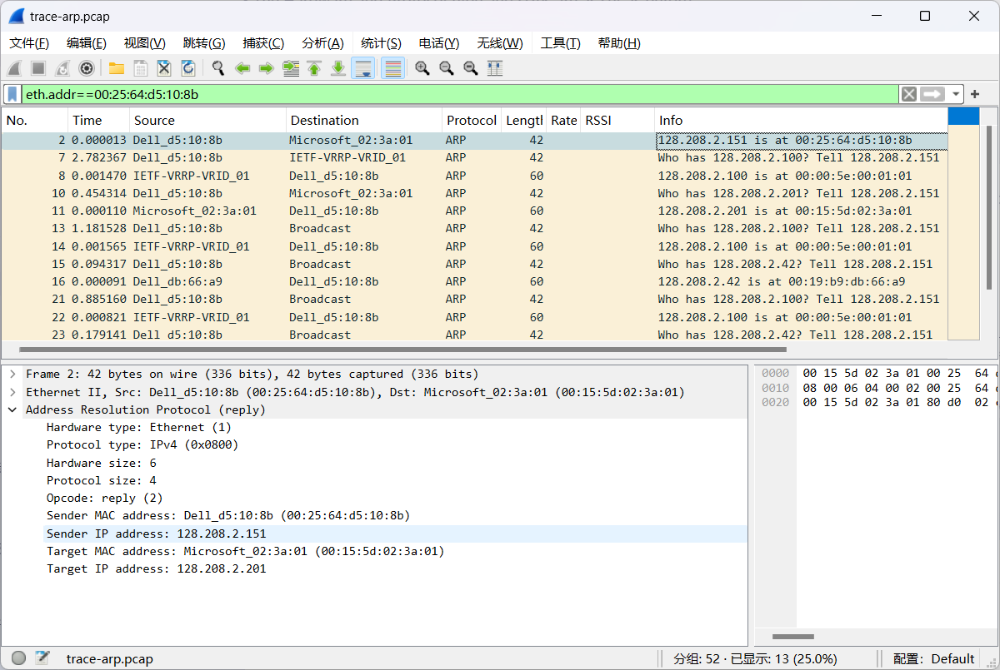 trace-arp.pcap
文件(F) 编辑(E) 视图(V) 跳转(G) 捕获(C) 分析(A) 统计(S) 电话(Y) 无线(W) 工具(T) 帮助(H)
eth.addr==00:25:64:d5:10:8b
No. Time Source Destination Protocol Lengtl Rate RSSI Info
2 0.000013 Dell_d5:10:8b Microsoft_02:3a:01 ARP 42 128.208.2.151 is at 00:25:64:d5:10:8b
7 2.782367 Dell_d5:10:8b IETF-VRRP-VRID_01 ARP 42 Who has 128.208.2.100? Tell 128.208.2.151
8 0.001470 IETF-VRRP-VRID_01 Dell_d5:10:8b ARP 60 128.208.2.100 is at 00:00:5e:00:01:01
10 0.454314 Dell_d5:10:8b Microsoft_02:3a:01 ARP 42 Who has 128.208.2.201? Tell 128.208.2.151
11 0.000110 Microsoft_02:3a:01 Dell_d5:10:8b ARP 60 128.208.2.201 is at 00:15:5d:02:3a:01
13 1.181528 Dell_d5:10:8b Broadcast ARP 42 Who has 128.208.2.100? Tell 128.208.2.151
14 0.001565 IETF-VRRP-VRID_01 Dell_d5:10:8b ARP 60 128.208.2.100 is at 00:00:5e:00:01:01
15 0.094317 Dell_d5:10:8b Broadcast ARP 42 Who has 128.208.2.42? Tell 128.208.2.151
16 0.000091 Dell_db:66:a9 Dell_d5:10:8b ARP 60 128.208.2.42 is at 00:19:b9:db:66:a9
21 0.885160 Dell_d5:10:8b Broadcast ARP 42 Who has 128.208.2.100? Tell 128.208.2.151
22 0.000821 IETF-VRRP-VRID_01 Dell_d5:10:8b ARP 60 128.208.2.100 is at 00:00:5e:00:01:01
23 0.179141 Dell_d5:10:8b Broadcast ARP 42 Who has 128.208.2.42? Tell 128.208.2.151
Frame 2: 42 bytes on wire (336 bits), 42 bytes captured (336 bits)
Ethernet II, Src: Dell_d5:10:8b (00:25:64:d5:10:8b), Dst: Microsoft_02:3a:01 (00:15:5d:02:3a:01)
Address Resolution Protocol (reply)
Hardware type: Ethernet (1)
Protocol type: IPv4 (0x0800)
Hardware size: 6
Protocol size: 4
Opcode: reply (2)
Sender MAC address: Dell_d5:10:8b (00:25:64:d5:10:8b)
Sender IP address: 128.208.2.151
Target MAC address: Microsoft_02:3a:01 (00:15:5d:02:3a:01)
Target IP address: 128.208.2.201
0000 00 15 5d 02 3a 01 00 25 64
0010 08 00 06 04 00 02 00 25 64
0020 00 15 5d 02 3a 01 80 d0 02
trace-arp.pcap
分组: 52 · 已显示: 13 (25.0%)
配置: Default